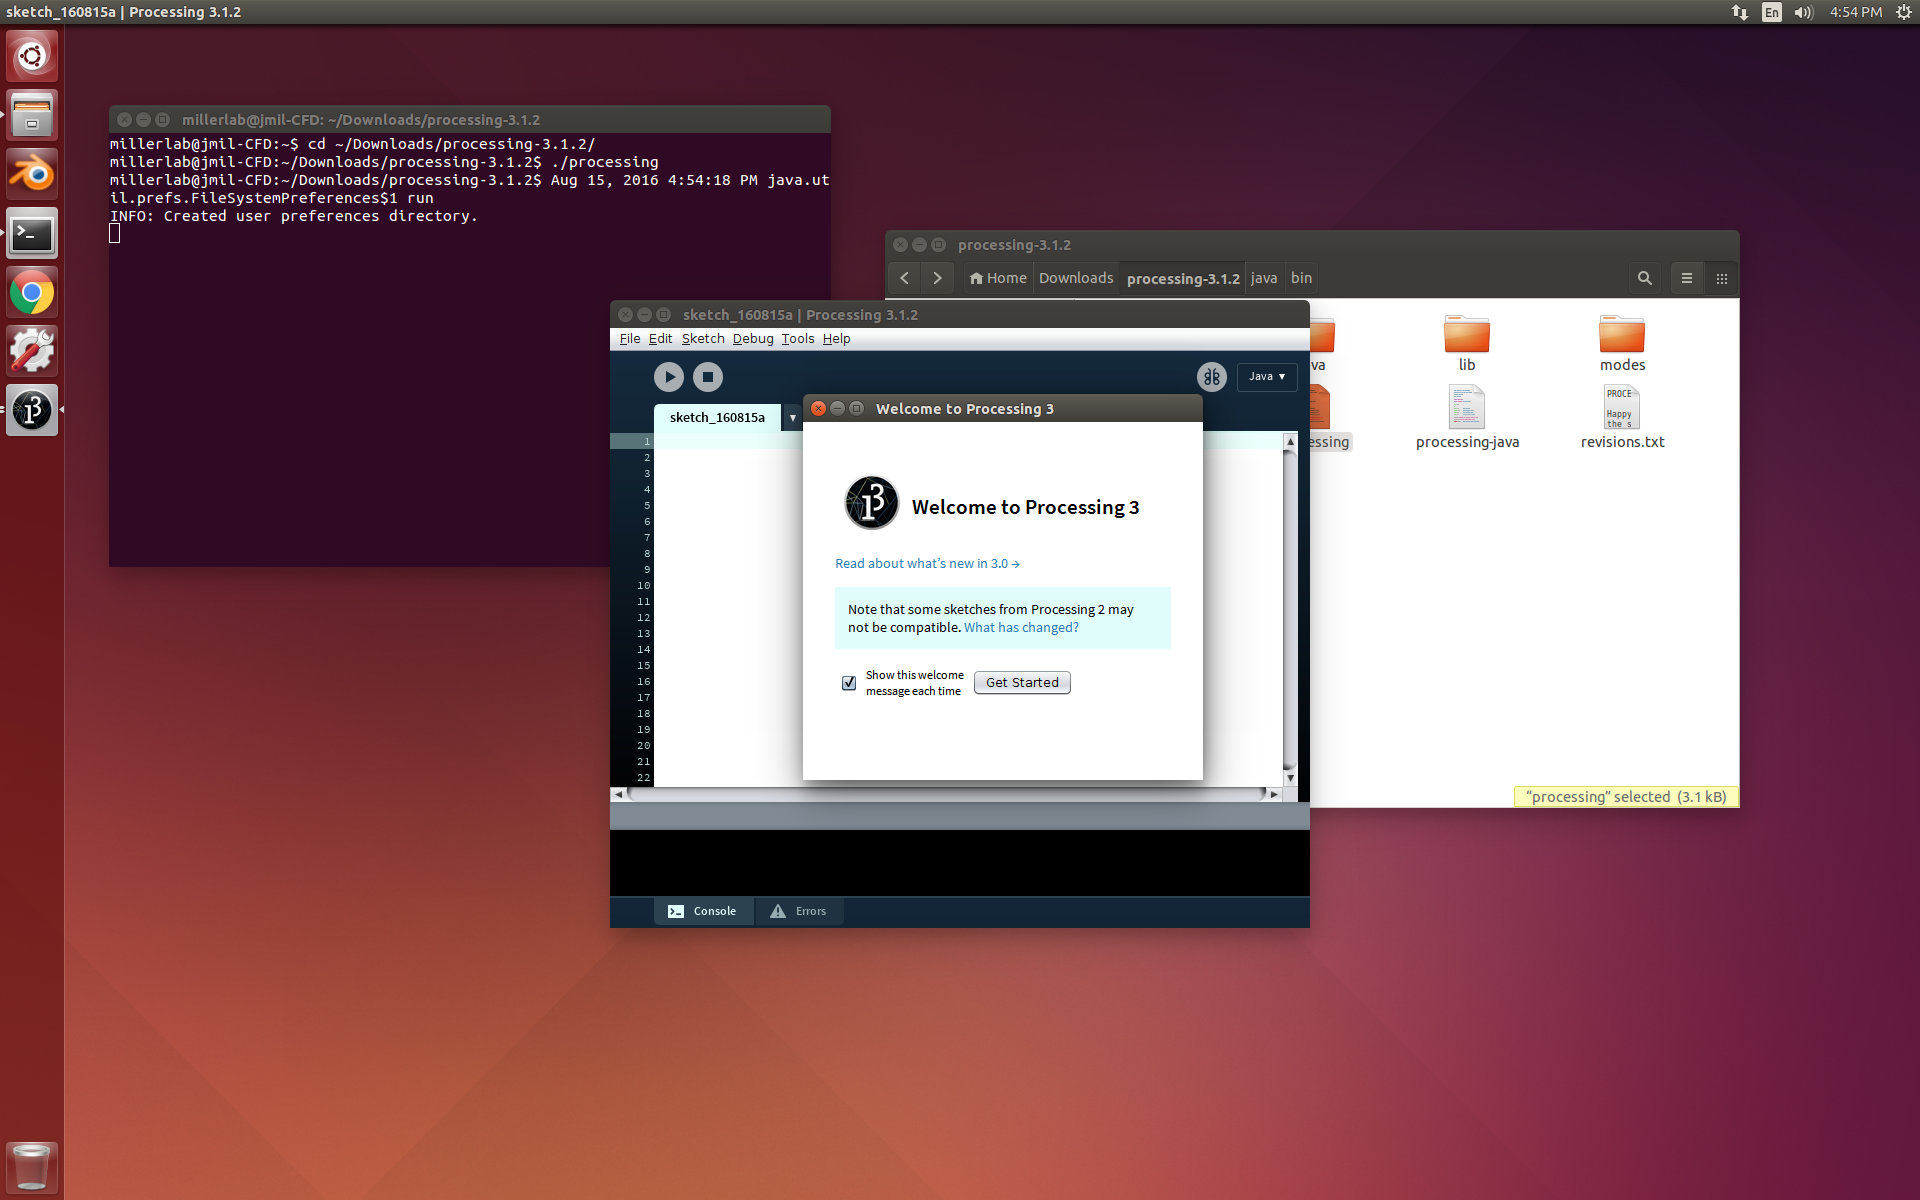 sketch_160815a | Processing 3.1.2
En
4:54 PM
millerlab@jmil-CFD: ~/Downloads/processing-3.1.2
millerlab@jmil-CFD:~$ cd ~/Downloads/processing-3.1.2/
millerlab@jmil-CFD:~/Downloads/processing-3.1.2$ ./processing
millerlab@jmil-CFD:~/Downloads/processing-3.1.2$ Aug 15, 2016 4:54:18 PM java.ut
il.prefs.FileSystemPreferences$1 run
INFO: Created user preferences directory.
processing-3.1.2
Home Downloads processing-3.1.2 java bin
va
lib
modes
essing
processing-java
PROCE
Happy
the s
revisions.txt
"processing" selected (3.1 kB)
sketch_160815a | Processing 3.1.2
File Edit Sketch Debug Tools Help
Java ▾
sketch_160815a ▾
1
2
3
4
5
6
7
8
9
10
11
12
13
14
15
16
17
18
19
20
21
22
Welcome to Processing 3
Welcome to Processing 3
Read about what's new in 3.0 →
Note that some sketches from Processing 2 may
not be compatible. What has changed?
Show this welcome
message each time
Get Started
Console
Errors